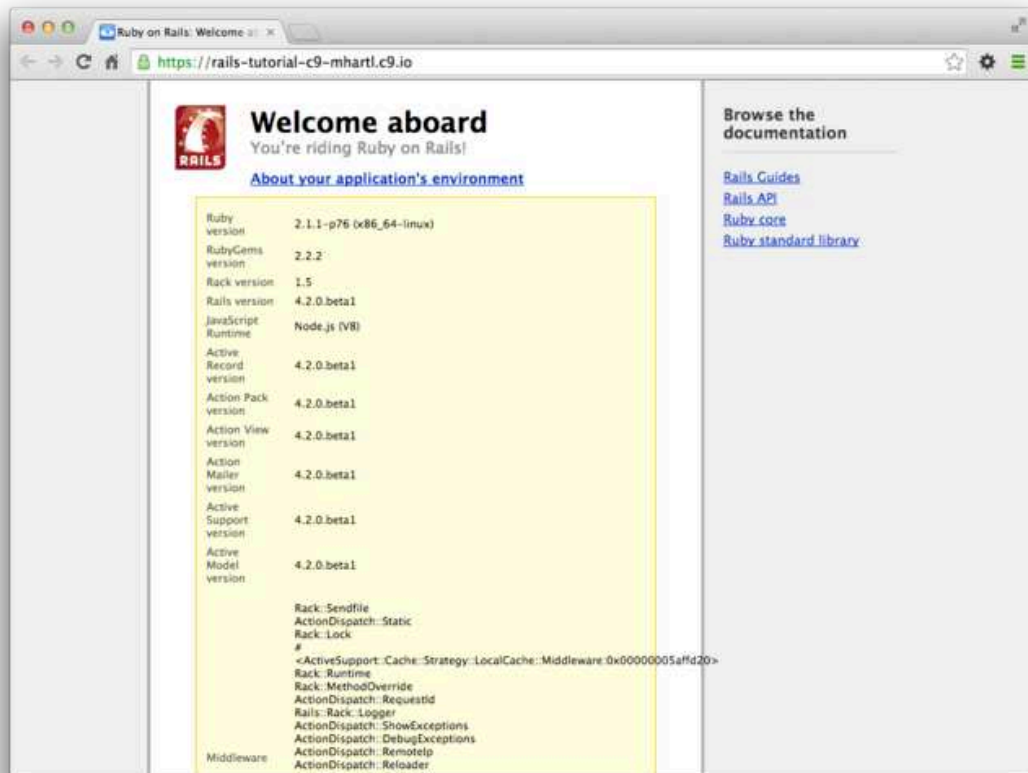 Ruby on Rails: Welcome a
https://rails-tutorial-c9-mhartl.c9.io
RAILS
Welcome aboard
You're riding Ruby on Rails!
About your application's environment
Ruby version 2.1.1-p76 (x86_64-linux)
RubyGems version 2.2.2
Rack version 1.5
Rails version 4.2.0.beta1
JavaScript Runtime Node.js (V8)
Active Record version 4.2.0.beta1
Action Pack version 4.2.0.beta1
Action View version 4.2.0.beta1
Action Mailer version 4.2.0.beta1
Active Support version 4.2.0.beta1
Active Model version 4.2.0.beta1
Middleware
Rack::Sendfile
ActionDispatch::Static
Rack::Lock
#
<ActiveSupport::Cache::Strategy::LocalCache::Middleware:0x00000005affd20>
Rack::Runtime
Rack::MethodOverride
ActionDispatch::RequestId
Rails::Rack::Logger
ActionDispatch::ShowExceptions
ActionDispatch::DebugExceptions
ActionDispatch::RemoteIp
ActionDispatch::Reloader
Browse the
documentation
Rails Guides
Rails API
Ruby core
Ruby standard library